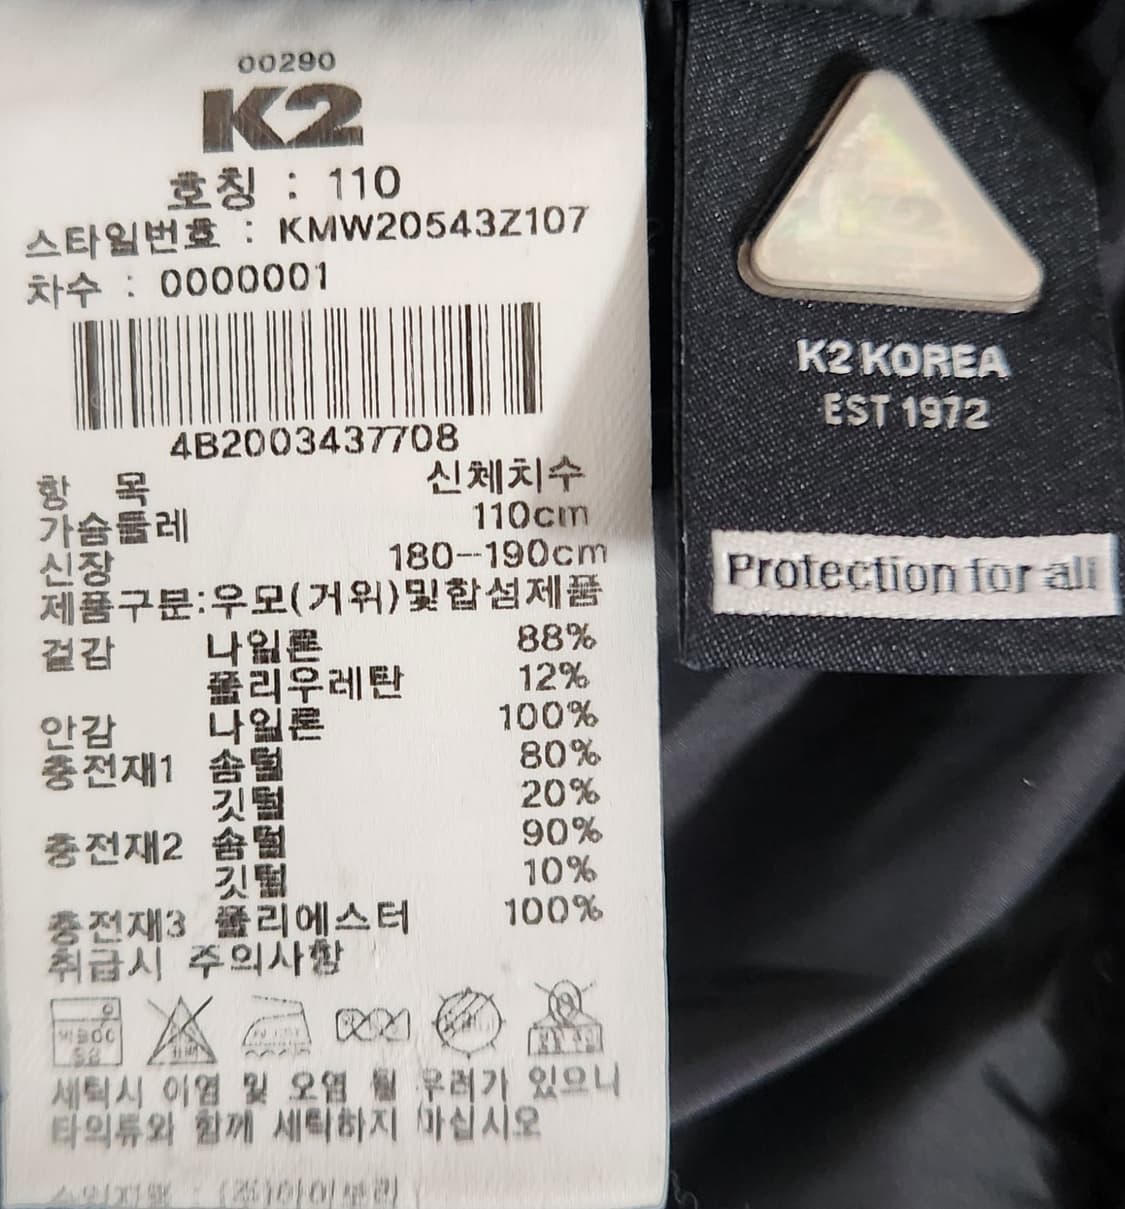 00290
K2
호칭 : 110
스타일번호 : KMW20543Z107
차수 : 0000001
4B2003437708
항 목 신체치수
가슴둘레 110cm
신장 180-190cm
제품구분:우모(거위)및합섬제품
겉감 나일론 88%
폴리우레탄 12%
안감 나일론 100%
충전재1 솜털 80%
깃털 20%
충전재2 솜털 90%
깃털 10%
충전재3 폴리에스터 100%
취급시 주의사항
세탁시 이염 및 오염 될 우려가 있으니
타의류와 함께 세탁하지 마십시오
K2 KOREA
EST 1972
Protection for all